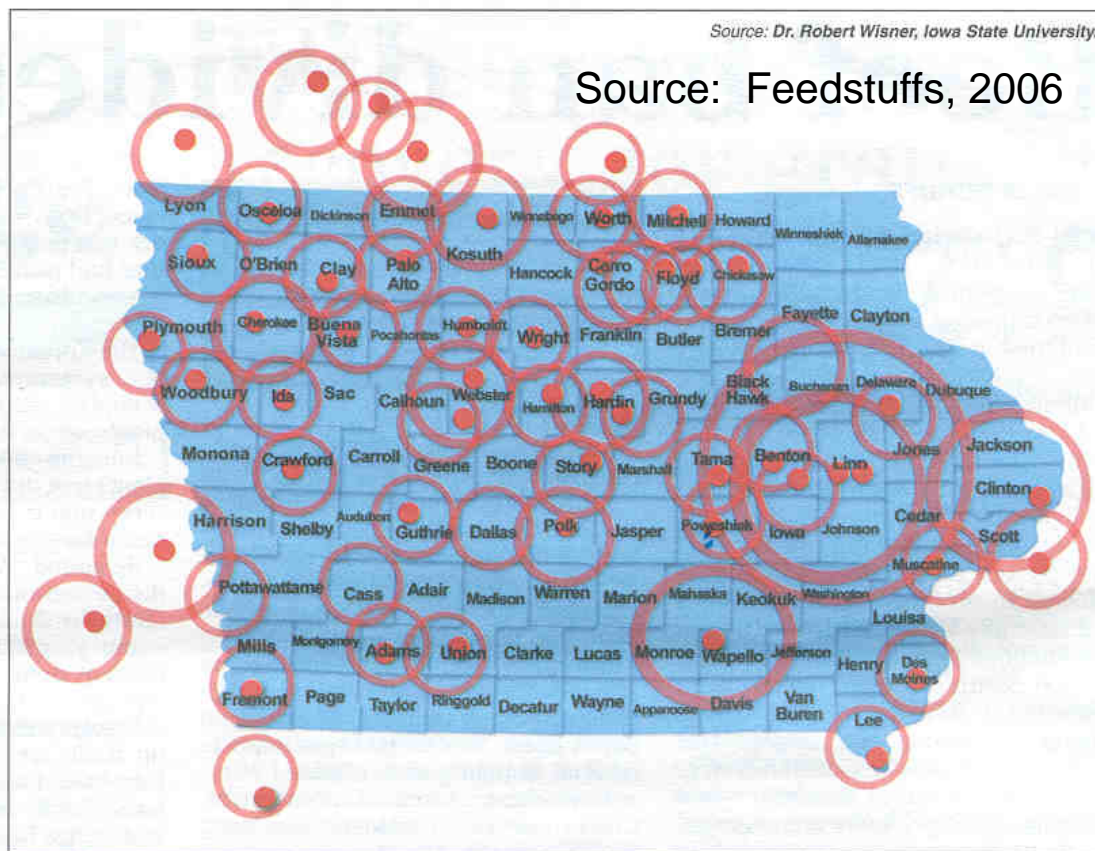 Source: Dr. Robert Wisner, Iowa State University.
Source: Feedstuffs, 2006
Lyon
Osceloa
Dickinson
Emmet
Winnebago
Worth
Mitchell
Howard
Winneshiek
Allamakee
Kosuth
Sioux
O'Brien
Clay
Palo
Alto
Hancock
Cerro
Gordo
Floyd
Chickasaw
Plymouth
Cherokee
Buena
Vista
Pocahontas
Humboldt
Wright
Franklin
Butler
Bremer
Fayette
Clayton
Woodbury
Ida
Sac
Calhoun
Webster
Hamilton
Hardin
Grundy
Black
Hawk
Buchanan
Delaware
Dubuque
Monona
Crawford
Carroll
Greene
Boone
Story
Marshall
Tama
Benton
Linn
Jones
Jackson
Clinton
Harrison
Shelby
Audubon
Guthrie
Dallas
Polk
Jasper
Poweshiek
Iowa
Johnson
Cedar
Scott
Muscatine
Pottawattame
Cass
Adair
Madison
Warren
Marion
Mahaska
Keokuk
Washington
Louisa
Mills
Montgomery
Adams
Union
Clarke
Lucas
Monroe
Wapello
Jefferson
Henry
Des
Moines
Fremont
Page
Taylor
Ringgold
Decatur
Wayne
Appanoose
Davis
Van
Buren
Lee